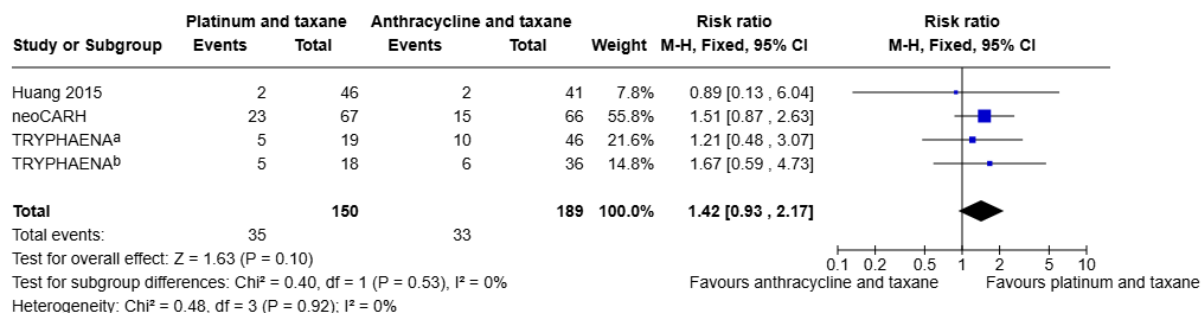 Platinum and taxane Anthracycline and taxane Risk ratio Risk ratio
Study or Subgroup Events Total Events Total Weight M-H, Fixed, 95% CI M-H, Fixed, 95% CI
Huang 2015 2 46 2 41 7.8% 0.89 [0.13 , 6.04]
neoCARH 23 67 15 66 55.8% 1.51 [0.87 , 2.63]
TRYPHAENAᵃ 5 19 10 46 21.6% 1.21 [0.48 , 3.07]
TRYPHAENAᵇ 5 18 6 36 14.8% 1.67 [0.59 , 4.73]
Total 150 189 100.0% 1.42 [0.93 , 2.17]
Total events: 35 33
Test for overall effect: Z = 1.63 (P = 0.10)
0.1 0.2 0.5 1 2 5 10
Test for subgroup differences: Chi² = 0.40, df = 1 (P = 0.53), I² = 0%
Favours anthracycline and taxane Favours platinum and taxane
Heterogeneity: Chi² = 0.48, df = 3 (P = 0.92); I² = 0%